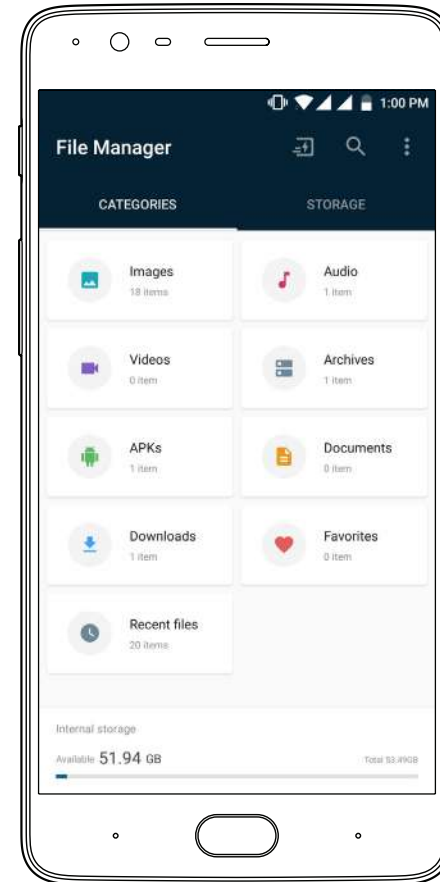 1:00 PM
File Manager
CATEGORIES
STORAGE
Images
18 items
Audio
1 item
Videos
0 item
Archives
1 item
APKs
1 item
Documents
0 item
Downloads
1 item
Favorites
0 item
Recent files
20 items
Internal storage
Available 51.94 GB
Total 53.49GB